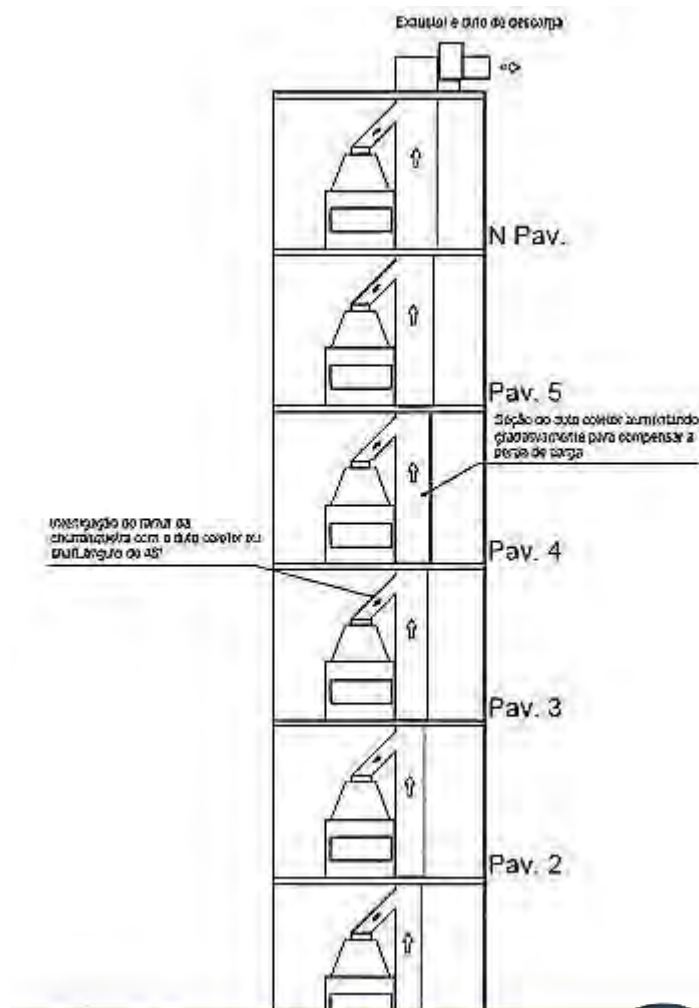 Exaustor e duto de descarga
N Pav.
Pav. 5
Seção do duto coletor aumentando
gradativamente para compensar a
perda de carga
Pav. 4
Interligação do ramal da
churrasqueira com o duto coletor
ângulo de 45°
Pav. 3
Pav. 2